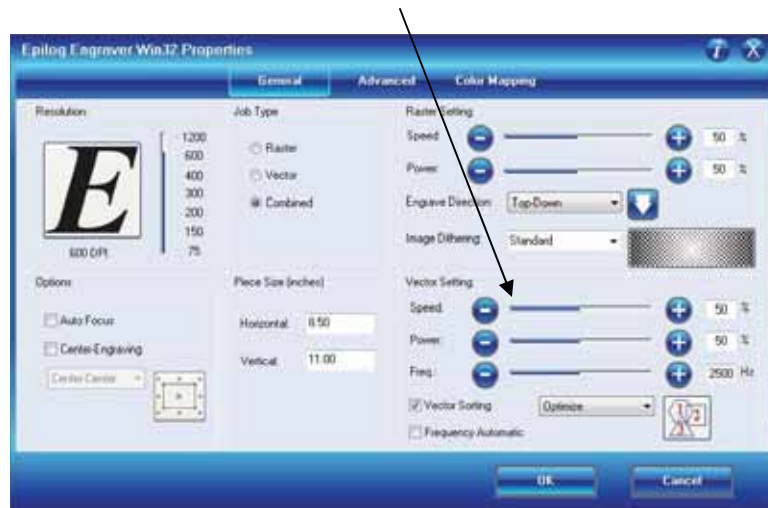 Epilog Engraver Win32 Properties
General Advanced Color Mapping
Resolution
E
1200
600
400
300
200
150
75
600 DPI
Job Type
Raster
Vector
Combined
Raster Setting
Speed: 50 %
Power: 50 %
Engrave Direction: Top-Down
Image Dithering: Standard
Options
Auto Focus
Center-Engraving
Center-Center
Piece Size (inches)
Horizontal: 8.50
Vertical: 11.00
Vector Setting
Speed: 50 %
Power: 50 %
Freq.: 2500 Hz
Vector Sorting Optimize
1 2 3
Frequency Automatic
OK Cancel